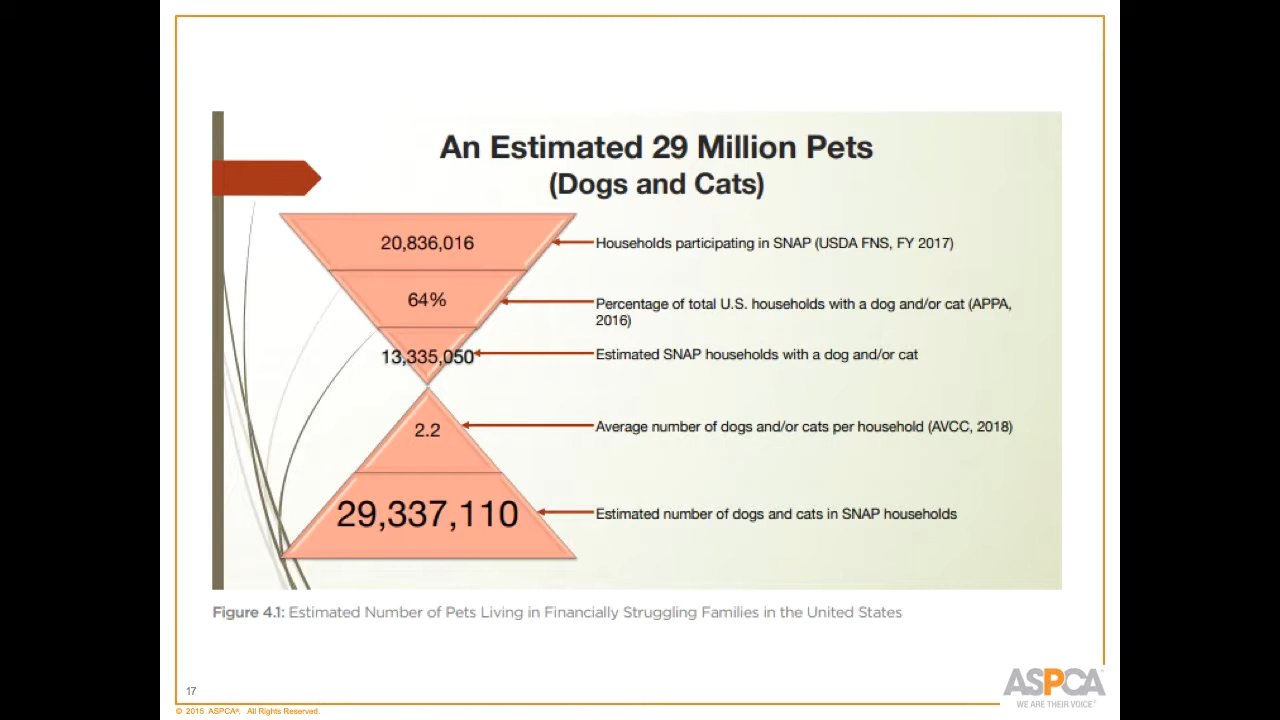 An Estimated 29 Million Pets
(Dogs and Cats)
20,836,016
Households participating in SNAP (USDA FNS, FY 2017)
64%
Percentage of total U.S. households with a dog and/or cat (APPA,
2016)
13,335,050
Estimated SNAP households with a dog and/or cat
2.2
Average number of dogs and/or cats per household (AVCC, 2018)
29,337,110
Estimated number of dogs and cats in SNAP households
Figure 4.1: Estimated Number of Pets Living in Financially Struggling Families in the United States
17
ASPCA
WE ARE THEIR VOICE.
© 2015 ASPCA®. All Rights Reserved.